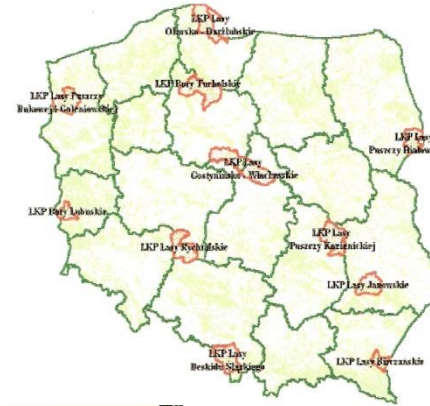 LKP Lasy
Oliwsko - Darżlubskie
LKP Lasy Puszczy
Bukowej i Goleniowskiej
LKP Bory Tucholskie
LKP Lasy
Puszczy Białow
LKP Lasy
Gostynińsko - Włocławskie
LKP Bory Lubuskie
LKP Lasy Rychtalskie
LKP Lasy
Puszczy Kozienickiej
LKP Lasy Janowskie
LKP Lasy
Beskidu Śląskiego
LKP Lasy Birczańskie